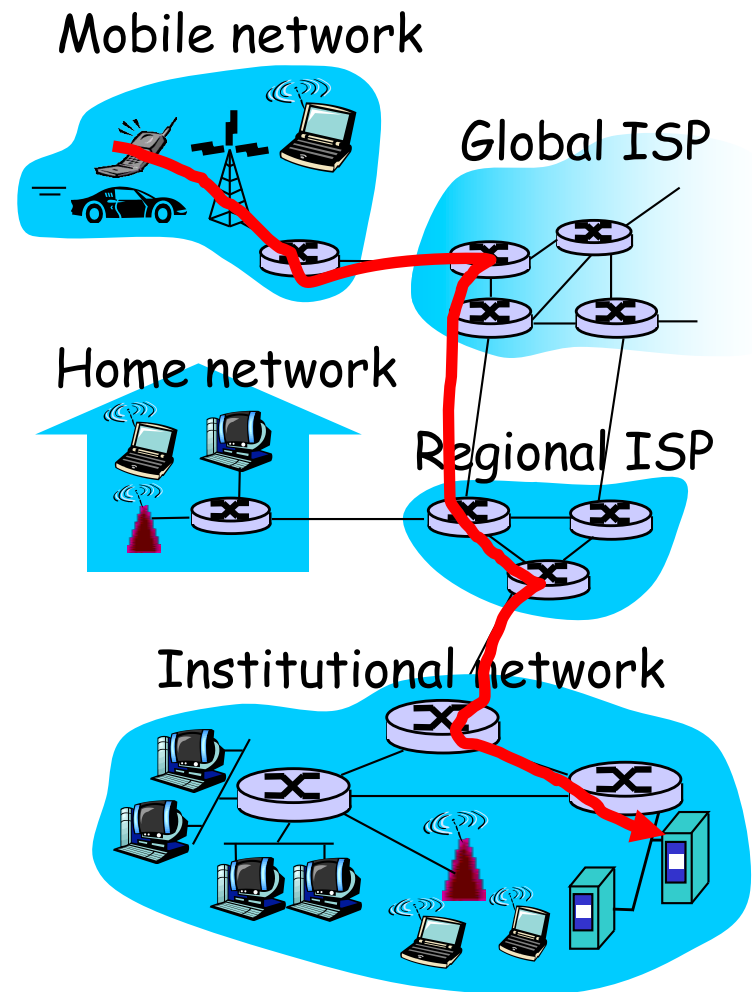 Mobile network
Global ISP
Home network
Regional ISP
Institutional network